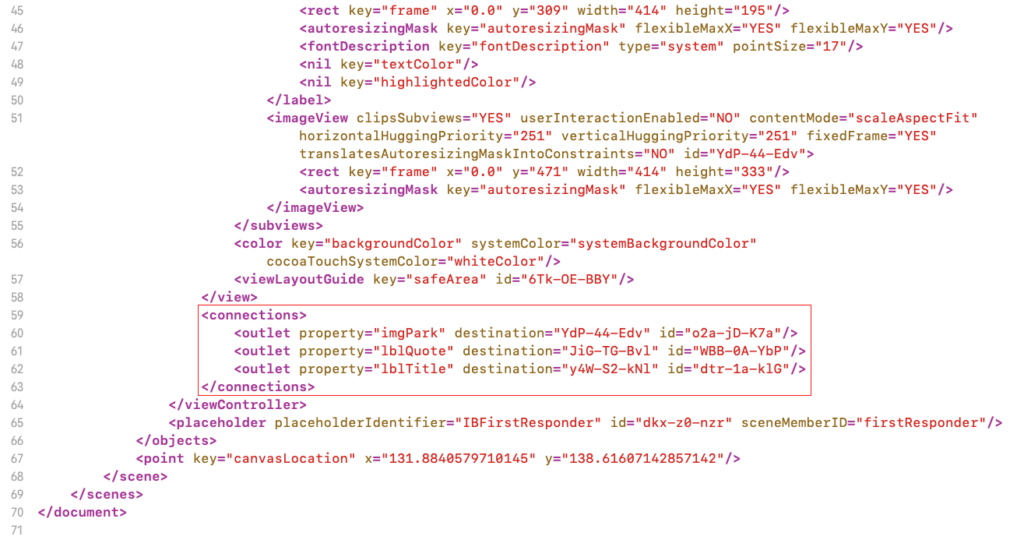 45 <rect key="frame" x="0.0" y="309" width="414" height="195"/>
46 <autoresizingMask key="autoresizingMask" flexibleMaxX="YES" flexibleMaxY="YES"/>
47 <fontDescription key="fontDescription" type="system" pointSize="17"/>
48 <nil key="textColor"/>
49 <nil key="highlightedColor"/>
50 </label>
51 <imageView clipsSubviews="YES" userInteractionEnabled="NO" contentMode="scaleAspectFit"
horizontalHuggingPriority="251" verticalHuggingPriority="251" fixedFrame="YES"
translatesAutoresizingMaskIntoConstraints="NO" id="YdP-44-Edv">
52 <rect key="frame" x="0.0" y="471" width="414" height="333"/>
53 <autoresizingMask key="autoresizingMask" flexibleMaxX="YES" flexibleMaxY="YES"/>
54 </imageView>
55 </subviews>
56 <color key="backgroundColor" systemColor="systemBackgroundColor"
cocoaTouchSystemColor="whiteColor"/>
57 <viewLayoutGuide key="safeArea" id="6Tk-OE-BBY"/>
58 </view>
59 <connections>
60 <outlet property="imgPark" destination="YdP-44-Edv" id="o2a-jD-K7a"/>
61 <outlet property="lblQuote" destination="JiG-TG-Bvl" id="WBB-0A-YbP"/>
62 <outlet property="lblTitle" destination="y4W-S2-kNl" id="dtr-1a-klG"/>
63 </connections>
64 </viewController>
65 <placeholder placeholderIdentifier="IBFirstResponder" id="dkx-z0-nzr" sceneMemberID="firstResponder"/>
66 </objects>
67 <point key="canvasLocation" x="131.8840579710145" y="138.61607142857142"/>
68 </scene>
69 </scenes>
70 </document>
71